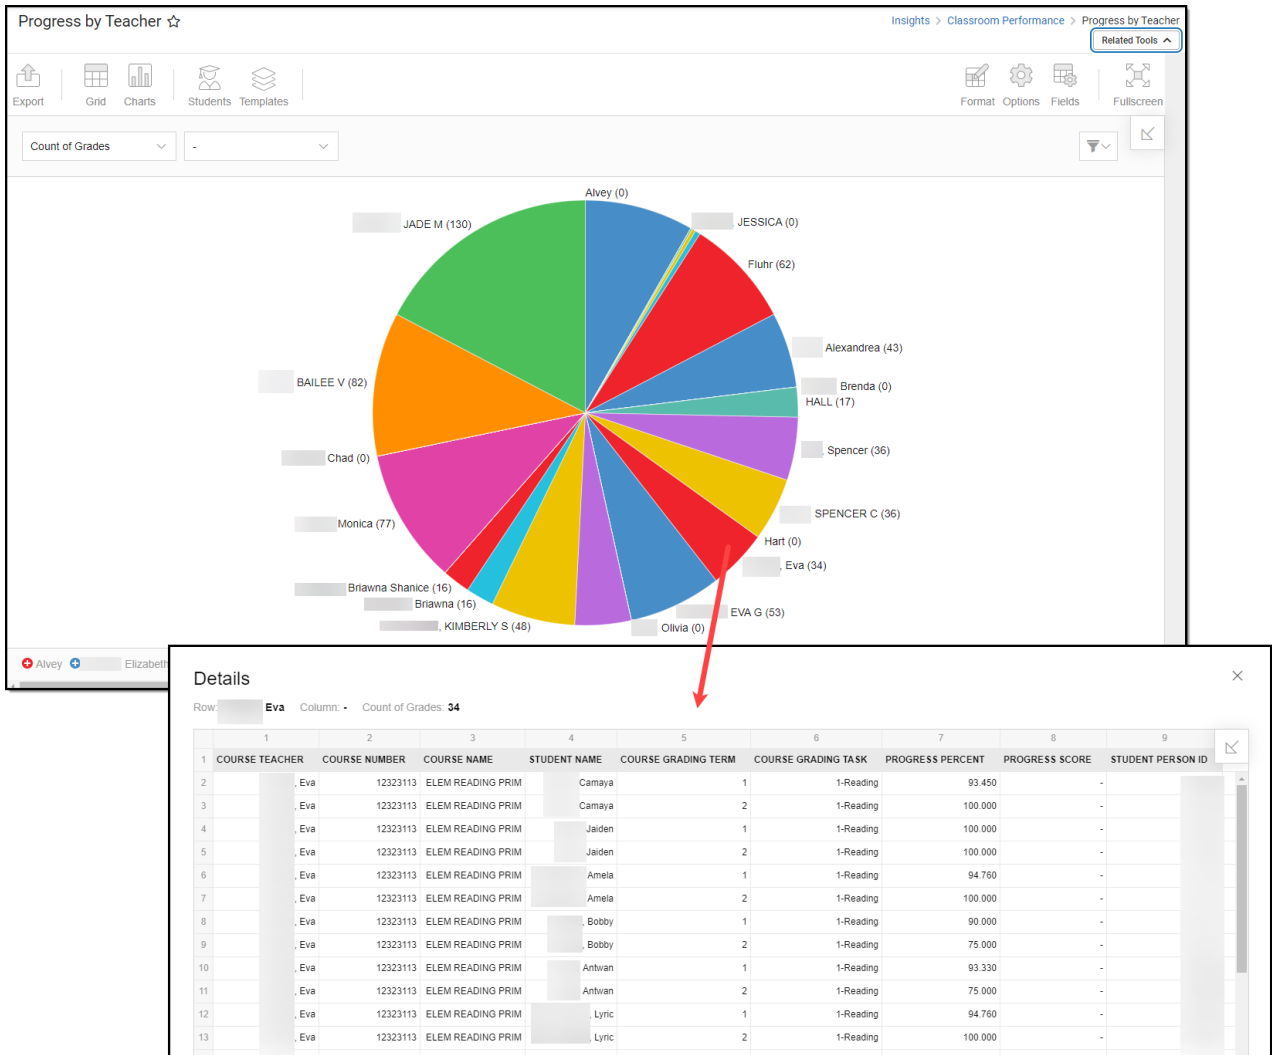 Progress by Teacher
Insights > Classroom Performance > Progress by Teacher
Related Tools
Export Grid Charts Students Templates Format Options Fields Fullscreen
Count of Grades -
Alvey (0)
JADE M (130)
JESSICA (0)
Fluhr (62)
Alexandrea (43)
BAILEE V (82)
Brenda (0)
HALL (17)
, Spencer (36)
Chad (0)
SPENCER C (36)
Monica (77)
Hart (0)
, Eva (34)
Briawna Shanice (16)
Briawna (16)
EVA G (53)
, KIMBERLY S (48)
Olivia (0)
Alvey Elizabeth
Details
Row: Eva Column: - Count of Grades: 34
1 2 3 4 5 6 7 8 9
1 COURSE TEACHER COURSE NUMBER COURSE NAME STUDENT NAME COURSE GRADING TERM COURSE GRADING TASK PROGRESS PERCENT PROGRESS SCORE STUDENT PERSON ID
2 , Eva 12323113 ELEM READING PRIM Camaya 1 1-Reading 93.450 -
3 , Eva 12323113 ELEM READING PRIM Camaya 2 1-Reading 100.000 -
4 , Eva 12323113 ELEM READING PRIM Jaiden 1 1-Reading 100.000 -
5 , Eva 12323113 ELEM READING PRIM Jaiden 2 1-Reading 100.000 -
6 , Eva 12323113 ELEM READING PRIM Amela 1 1-Reading 94.760 -
7 , Eva 12323113 ELEM READING PRIM Amela 2 1-Reading 100.000 -
8 , Eva 12323113 ELEM READING PRIM , Bobby 1 1-Reading 90.000 -
9 , Eva 12323113 ELEM READING PRIM , Bobby 2 1-Reading 75.000 -
10 , Eva 12323113 ELEM READING PRIM Antwan 1 1-Reading 93.330 -
11 , Eva 12323113 ELEM READING PRIM Antwan 2 1-Reading 75.000 -
12 , Eva 12323113 ELEM READING PRIM , Lyric 1 1-Reading 94.760 -
13 , Eva 12323113 ELEM READING PRIM , Lyric 2 1-Reading 100.000 -